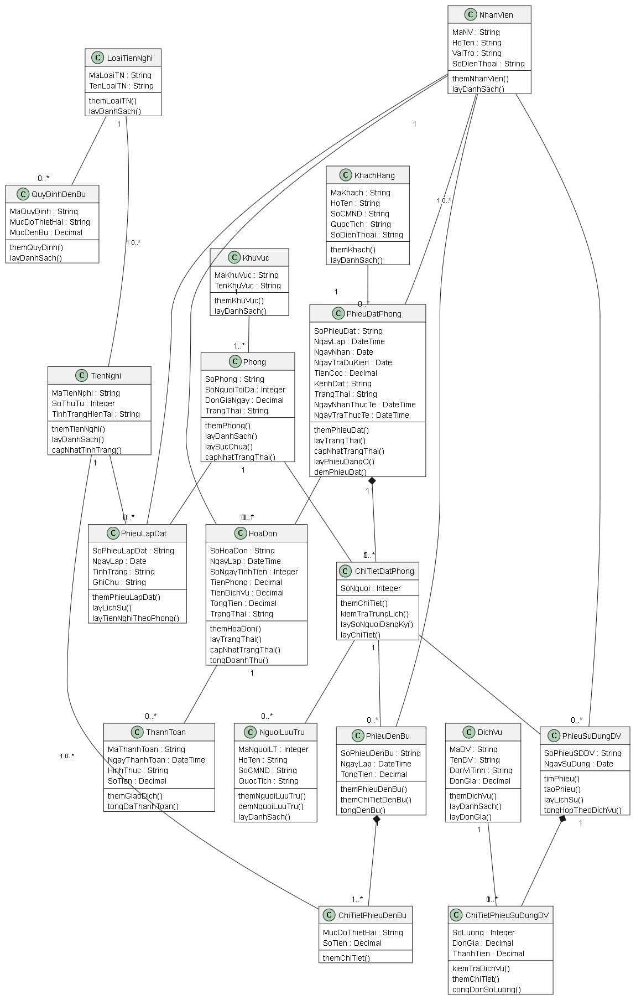 C NhanVien
MaNV : String
HoTen : String
VaiTro : String
SoDienThoai : String
themNhanVien()
layDanhSach()
C LoaiTienNghi
MaLoaiTN : String
TenLoaiTN : String
themLoaiTN()
layDanhSach()
1
1
C KhachHang
MaKhach : String
HoTen : String
SoCMND : String
QuocTich : String
SoDienThoai : String
themKhach()
layDanhSach()
0..*
C QuyDinhDenBu
MaQuyDinh : String
MucDoThietHai : String
MucDenBu : Decimal
themQuyDinh()
layDanhSach()
1 0..*
1 0..*
C KhuVuc
MaKhuVuc : String
TenKhuVuc : String
1
themKhuVuc()
layDanhSach()
1
0..*
C PhieuDatPhong
SoPhieuDat : String
NgayLap : DateTime
NgayNhan : Date
NgayTraDuKien : Date
TienCoc : Decimal
KenhDat : String
TrangThai : String
NgayNhanThucTe : DateTime
NgayTraThucTe : DateTime
themPhieuDat()
layTrangThai()
capNhatTrangThai()
layPhieuDangO()
demPhieuDat()
1..*
C Phong
SoPhong : String
SoNguoiToiDa : Integer
DonGiaNgay : Decimal
TrangThai : String
themPhong()
layDanhSach()
laySucChua()
capNhatTrangThai()
C TienNghi
MaTienNghi : String
SoThuTu : Integer
TinhTrangHienTai : String
themTienNghi()
layDanhSach()
capNhatTinhTrang()
1
1
1
0..*
C PhieuLapDat
SoPhieuLapDat : String
NgayLap : Date
TinhTrang : String
GhiChu : String
themPhieuLapDat()
layLichSu()
layTienNghiTheoPhong()
C HoaDon
SoHoaDon : String
NgayLap : DateTime
SoNgayTinhTien : Integer
TienPhong : Decimal
TienDichVu : Decimal
TongTien : Decimal
TrangThai : String
themHoaDon()
layTrangThai()
capNhatTrangThai()
tongDoanhThu()
C ChiTietDatPhong
SoNguoi : Integer
themChiTiet()
kiemTraTrungLich()
laySoNguoiDangKy()
layChiTiet()
1
1
0..*
0..*
0..*
0..*
C ThanhToan
MaThanhToan : String
NgayThanhToan : DateTime
HinhThuc : String
SoTien : Decimal
themGiaoDich()
tongDaThanhToan()
1 0..*
C NguoiLuuTru
MaNguoiLT : Integer
HoTen : String
SoCMND : String
QuocTich : String
themNguoiLuuTru()
demNguoiLuuTru()
layDanhSach()
C PhieuDenBu
SoPhieuDenBu : String
NgayLap : DateTime
TongTien : Decimal
themPhieuDenBu()
themChiTietDenBu()
tongDenBu()
C DichVu
MaDV : String
TenDV : String
DonViTinh : String
DonGia : Decimal
themDichVu()
layDanhSach()
layDonGia()
C PhieuSuDungDV
SoPhieuSDDV : String
NgaySuDung : Date
timPhieu()
taoPhieu()
layLichSu()
tongHopTheoDichVu()
1
1
1
1..*
C ChiTietPhieuDenBu
MucDoThietHai : String
SoTien : Decimal
themChiTiet()
C ChiTietPhieuSuDungDV
SoLuong : Integer
DonGia : Decimal
ThanhTien : Decimal
kiemTraDichVu()
themChiTiet()
congDonSoLuong()